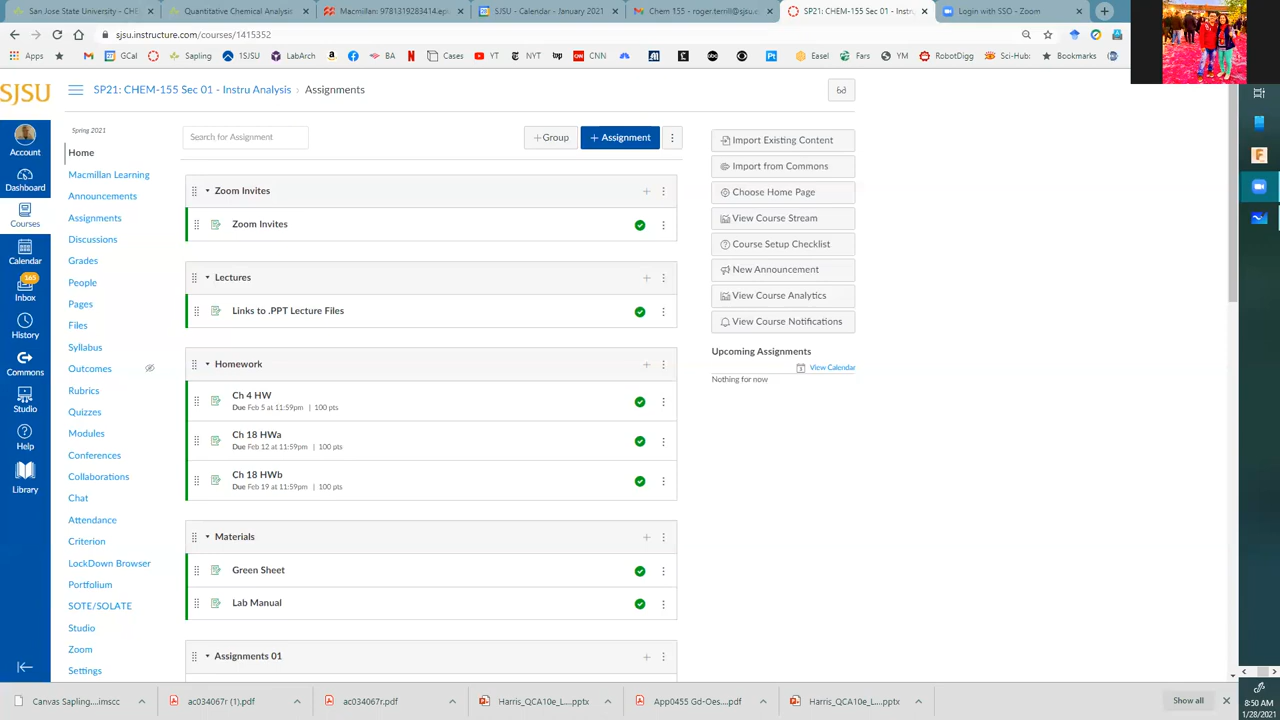 San Jose State University
Quantitative Chemical Analysis
Macmillan: 9781319283414.ep
SJSU - Calendar - January 2021
Chem 155 - roger.terrill@sjsu.ed
SP21: CHEM-155 Sec 01 - Instru A
Login with SSO - Zoom
sjsu.instructure.com/courses/1415352
Apps
GCal
Sapling
1SJSU
LabArch
Z
BA
N
Cases
bp
CNN
Easel
Fars
YM
RobotDigg
Sci-Hub:
Bookmarks
SJSU
SP21: CHEM-155 Sec 01 - Instru Analysis › Assignments
Account
Dashboard
Courses
Calendar
365
Inbox
History
Commons
Studio
Help
Library
Spring 2021
Home
Macmillan Learning
Announcements
Assignments
Discussions
Grades
People
Pages
Files
Syllabus
Outcomes
Rubrics
Quizzes
Modules
Conferences
Collaborations
Chat
Attendance
Criterion
LockDown Browser
Portfolium
SOTE/SOLATE
Studio
Zoom
Settings
Search for Assignment
+Group
+ Assignment
Zoom Invites
Zoom Invites
Lectures
Links to .PPT Lecture Files
Homework
Ch 4 HW
Due Feb 5 at 11:59pm | 100 pts
Ch 18 HWa
Due Feb 12 at 11:59pm | 100 pts
Ch 18 HWb
Due Feb 19 at 11:59pm | 100 pts
Materials
Green Sheet
Lab Manual
Assignments 01
Import Existing Content
Import from Commons
Choose Home Page
View Course Stream
Course Setup Checklist
New Announcement
View Course Analytics
View Course Notifications
Upcoming Assignments
View Calendar
Nothing for now
Canvas Sapling....imscc
ac034067r (1).pdf
ac034067r.pdf
Harris_QCA10e_L....pptx
App0455 Gd-Oes....pdf
Harris_QCA10e_L....pptx
Show all
8:50 AM
1/28/2021